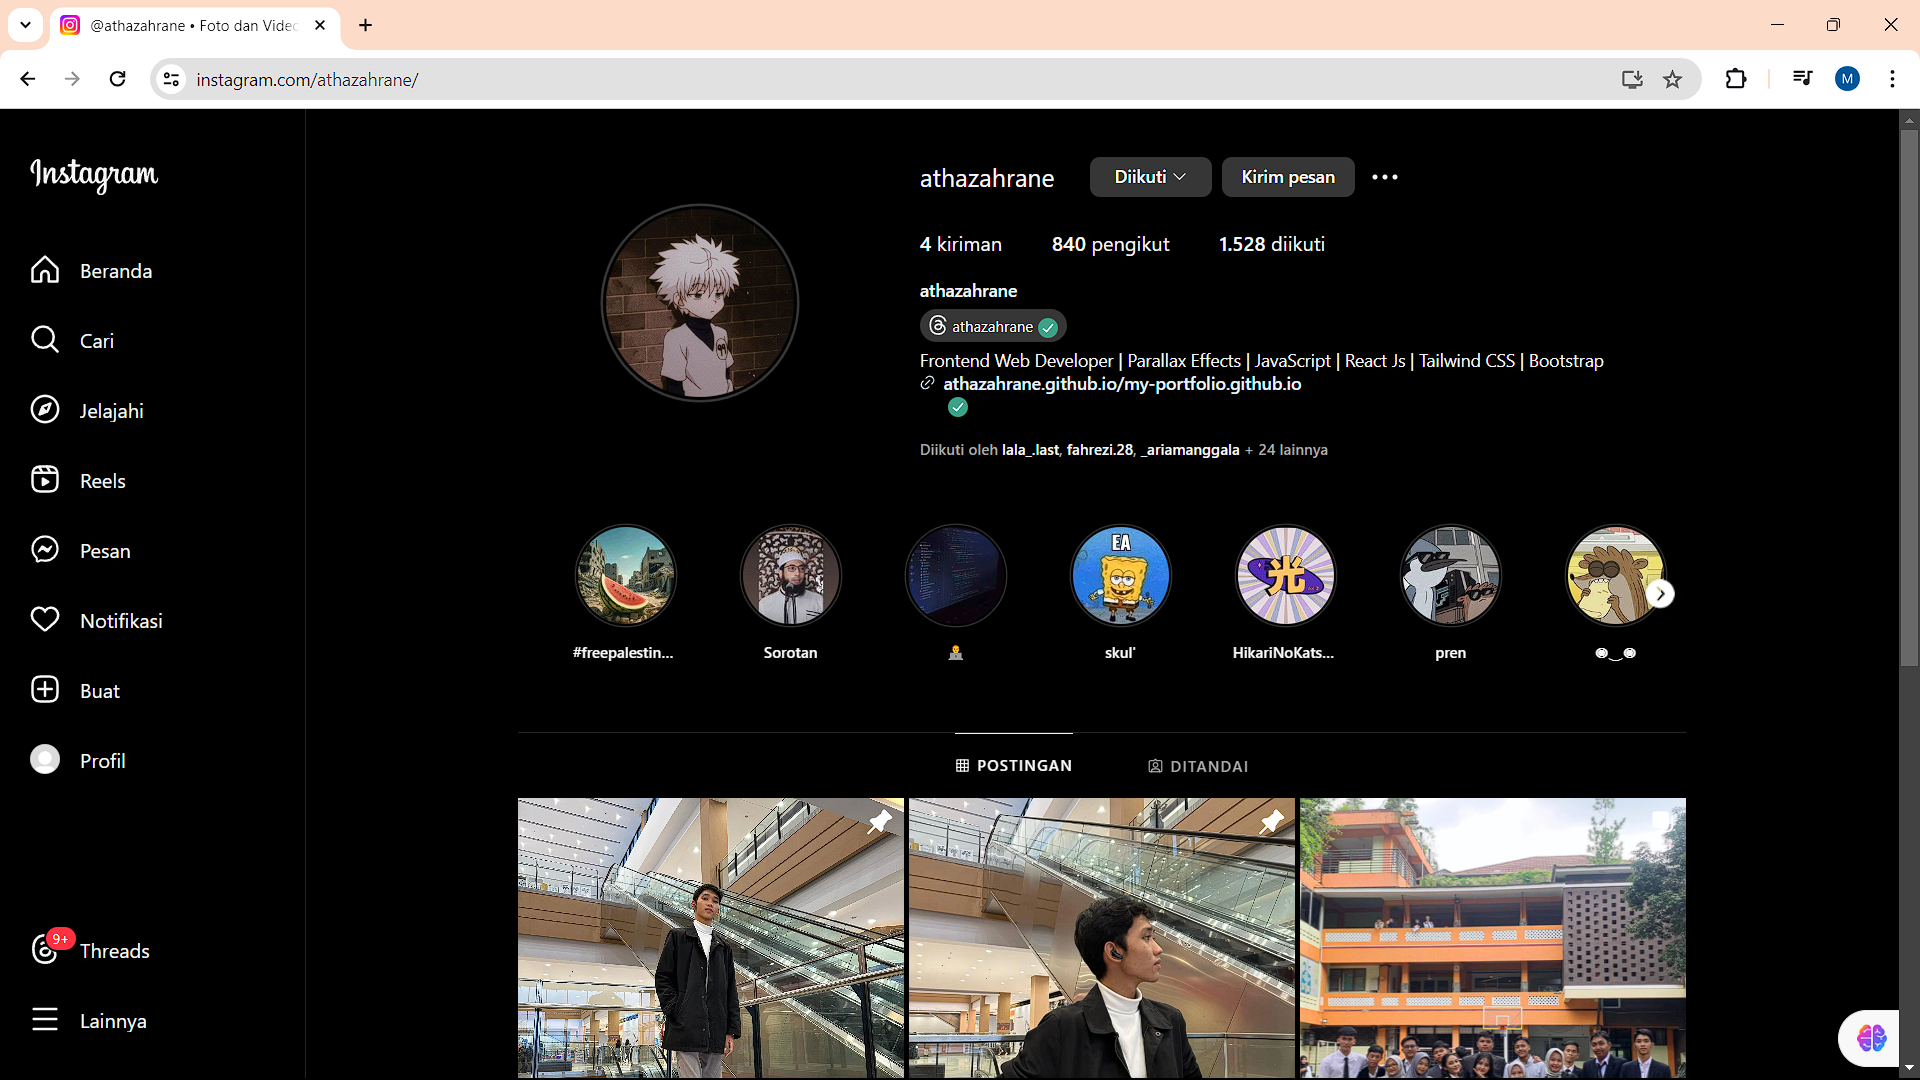 @athazahrane • Foto dan Videc
instagram.com/athazahrane/
M
Instagram
Beranda
Cari
Jelajahi
Reels
Pesan
Notifikasi
Buat
Profil
9+
Threads
Lainnya
athazahrane
Diikuti
Kirim pesan
4 kiriman
840 pengikut
1.528 diikuti
athazahrane
athazahrane
Frontend Web Developer | Parallax Effects | JavaScript | React Js | Tailwind CSS | Bootstrap
athazahrane.github.io/my-portfolio.github.io
Diikuti oleh lala_.last, fahrezi.28, _ariamanggala + 24 lainnya
99
EA
光
#freepalestin...
Sorotan
👨‍💻
skul'
HikariNoKats...
pren
◉‿◉
POSTINGAN
DITANDAI